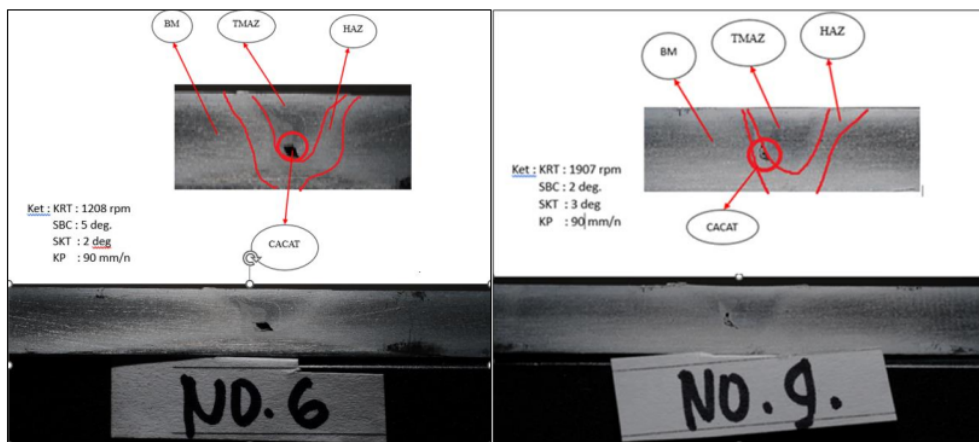 BM
TMAZ
HAZ
Ket : KRT : 1208 rpm
SBC : 5 deg.
SKT : 2 deg
KP : 90 mm/n
CACAT
NO. 6
BM
TMAZ
HAZ
Ket : KRT : 1907 rpm
SBC : 2 deg.
SKT : 3 deg
KP : 90 mm/n
CACAT
NO. 9.